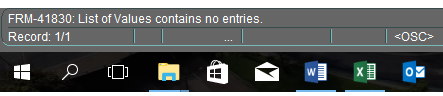 FRM-41830: List of Values contains no entries.
Record: 1/1 ... <OSC>